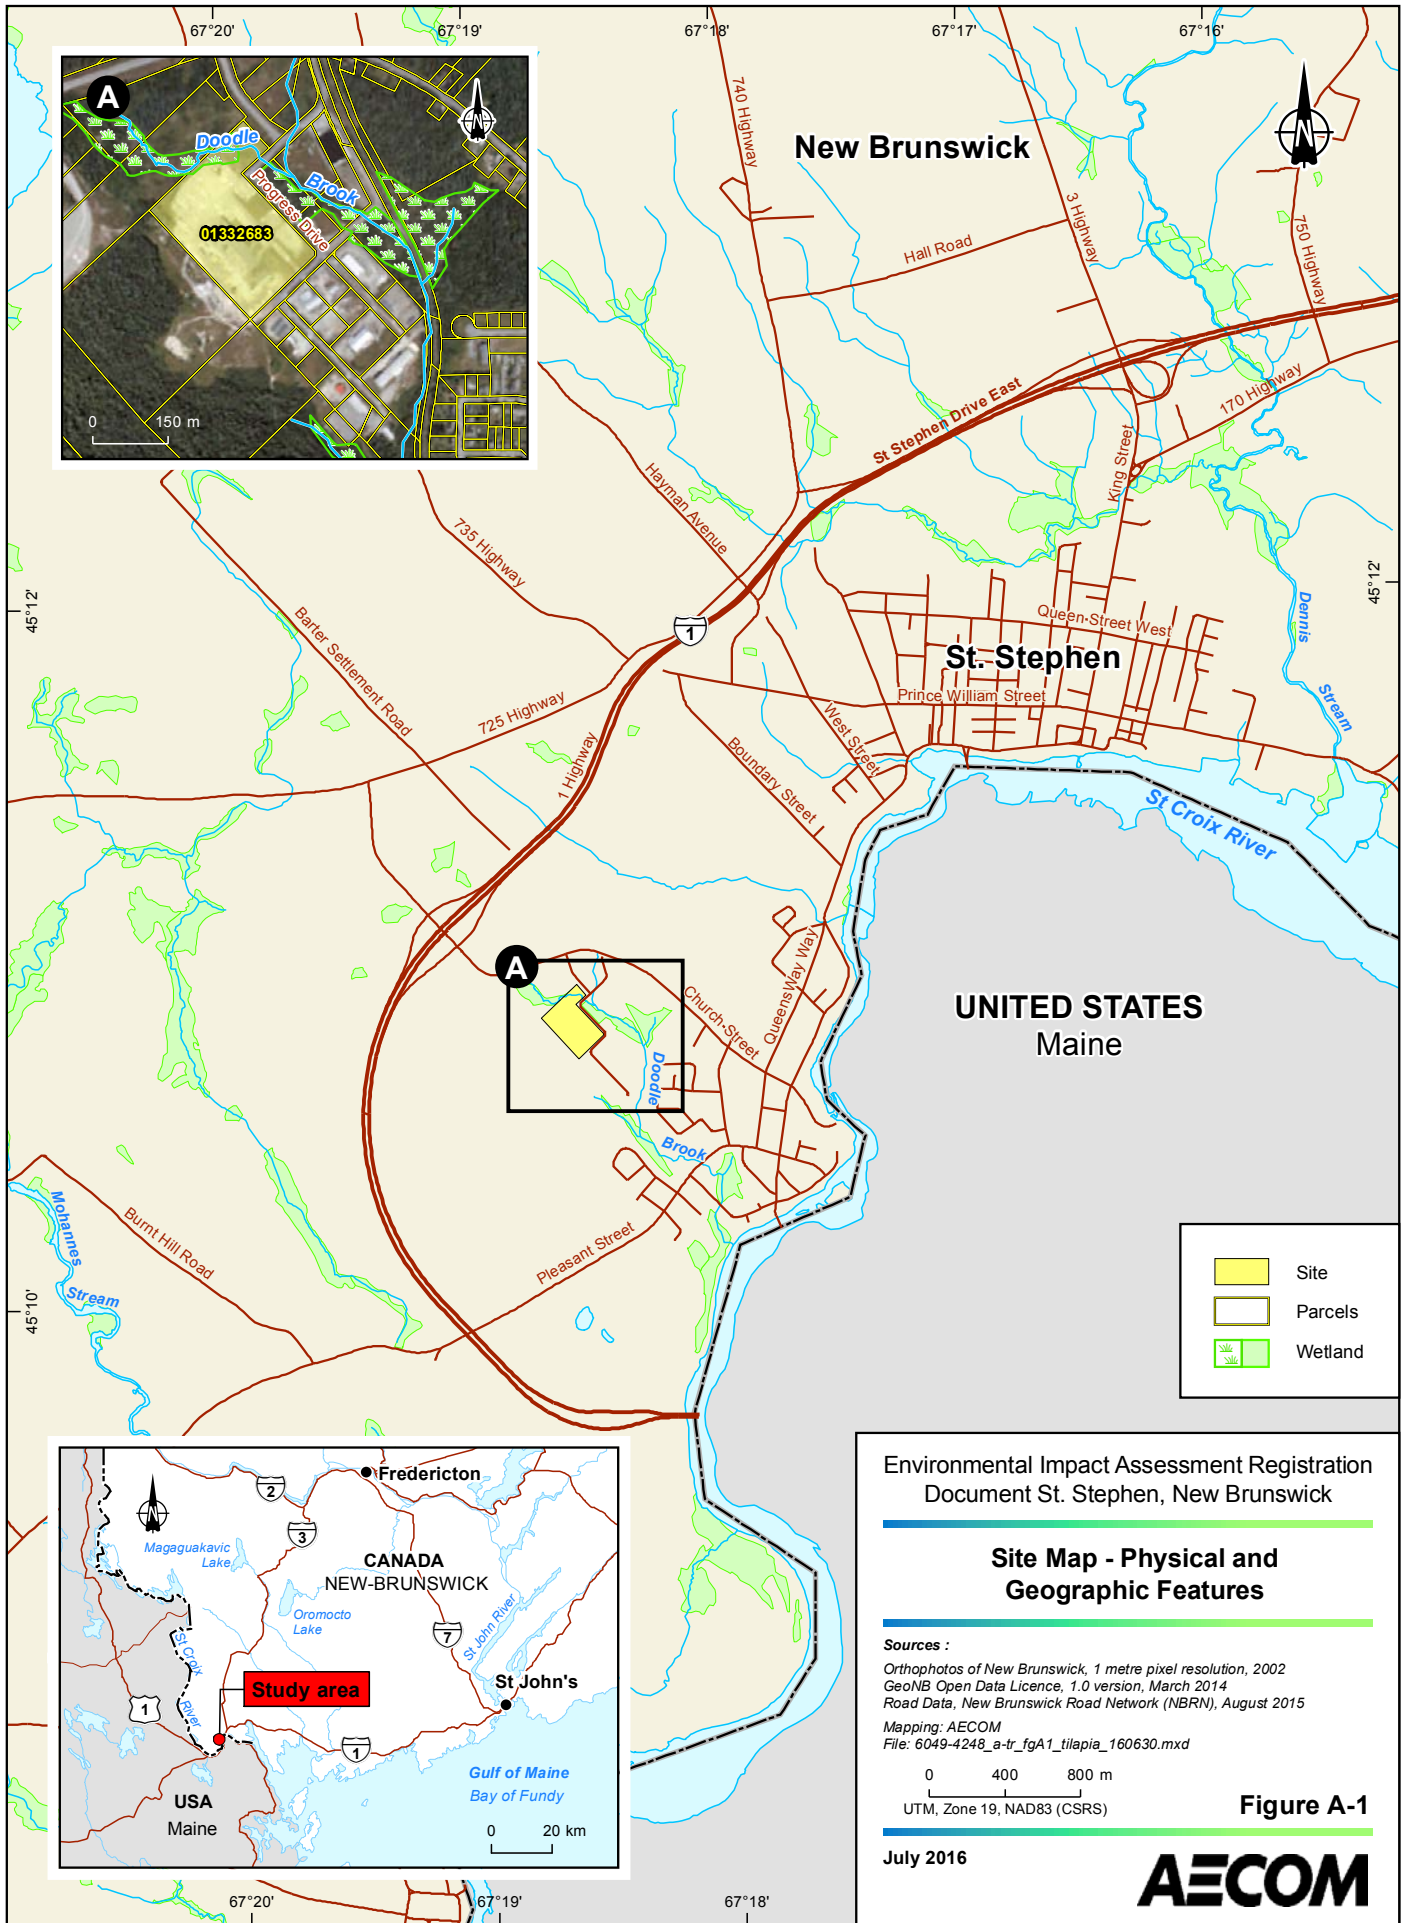 67°20'
67°19'
67°18'
67°17'
67°16'
A
Doodle
Brook
Progress Drive
01332683
0
150 m
N
New Brunswick
N
740 Highway
3 Highway
750 Highway
Hall Road
170 Highway
St Stephen Drive East
King Street
Hayman Avenue
735 Highway
45°12'
45°12'
Barter Settlement Road
1
Queen Street West
Dennis
Stream
St. Stephen
Prince William Street
725 Highway
West Street
1 Highway
Boundary Street
St Croix River
A
Queens Way Way
Church Street
UNITED STATES
Maine
Doodle
Brook
Mohannes
Stream
Burnt Hill Road
Pleasant Street
45°10'
Site
Parcels
Wetland
N
2
Fredericton
3
Magaguakavic
Lake
CANADA
NEW-BRUNSWICK
Oromocto
Lake
St John River
7
St Croix
River
Study area
St John's
1
1
Gulf of Maine
Bay of Fundy
USA
Maine
0
20 km
Environmental Impact Assessment Registration
Document St. Stephen, New Brunswick
Site Map - Physical and
Geographic Features
Sources :
Orthophotos of New Brunswick, 1 metre pixel resolution, 2002
GeoNB Open Data Licence, 1.0 version, March 2014
Road Data, New Brunswick Road Network (NBRN), August 2015
Mapping: AECOM
File: 6049-4248_a-tr_fgA1_tilapia_160630.mxd
0
400
800 m
UTM, Zone 19, NAD83 (CSRS)
Figure A-1
July 2016
AECOM
67°20'
67°19'
67°18'